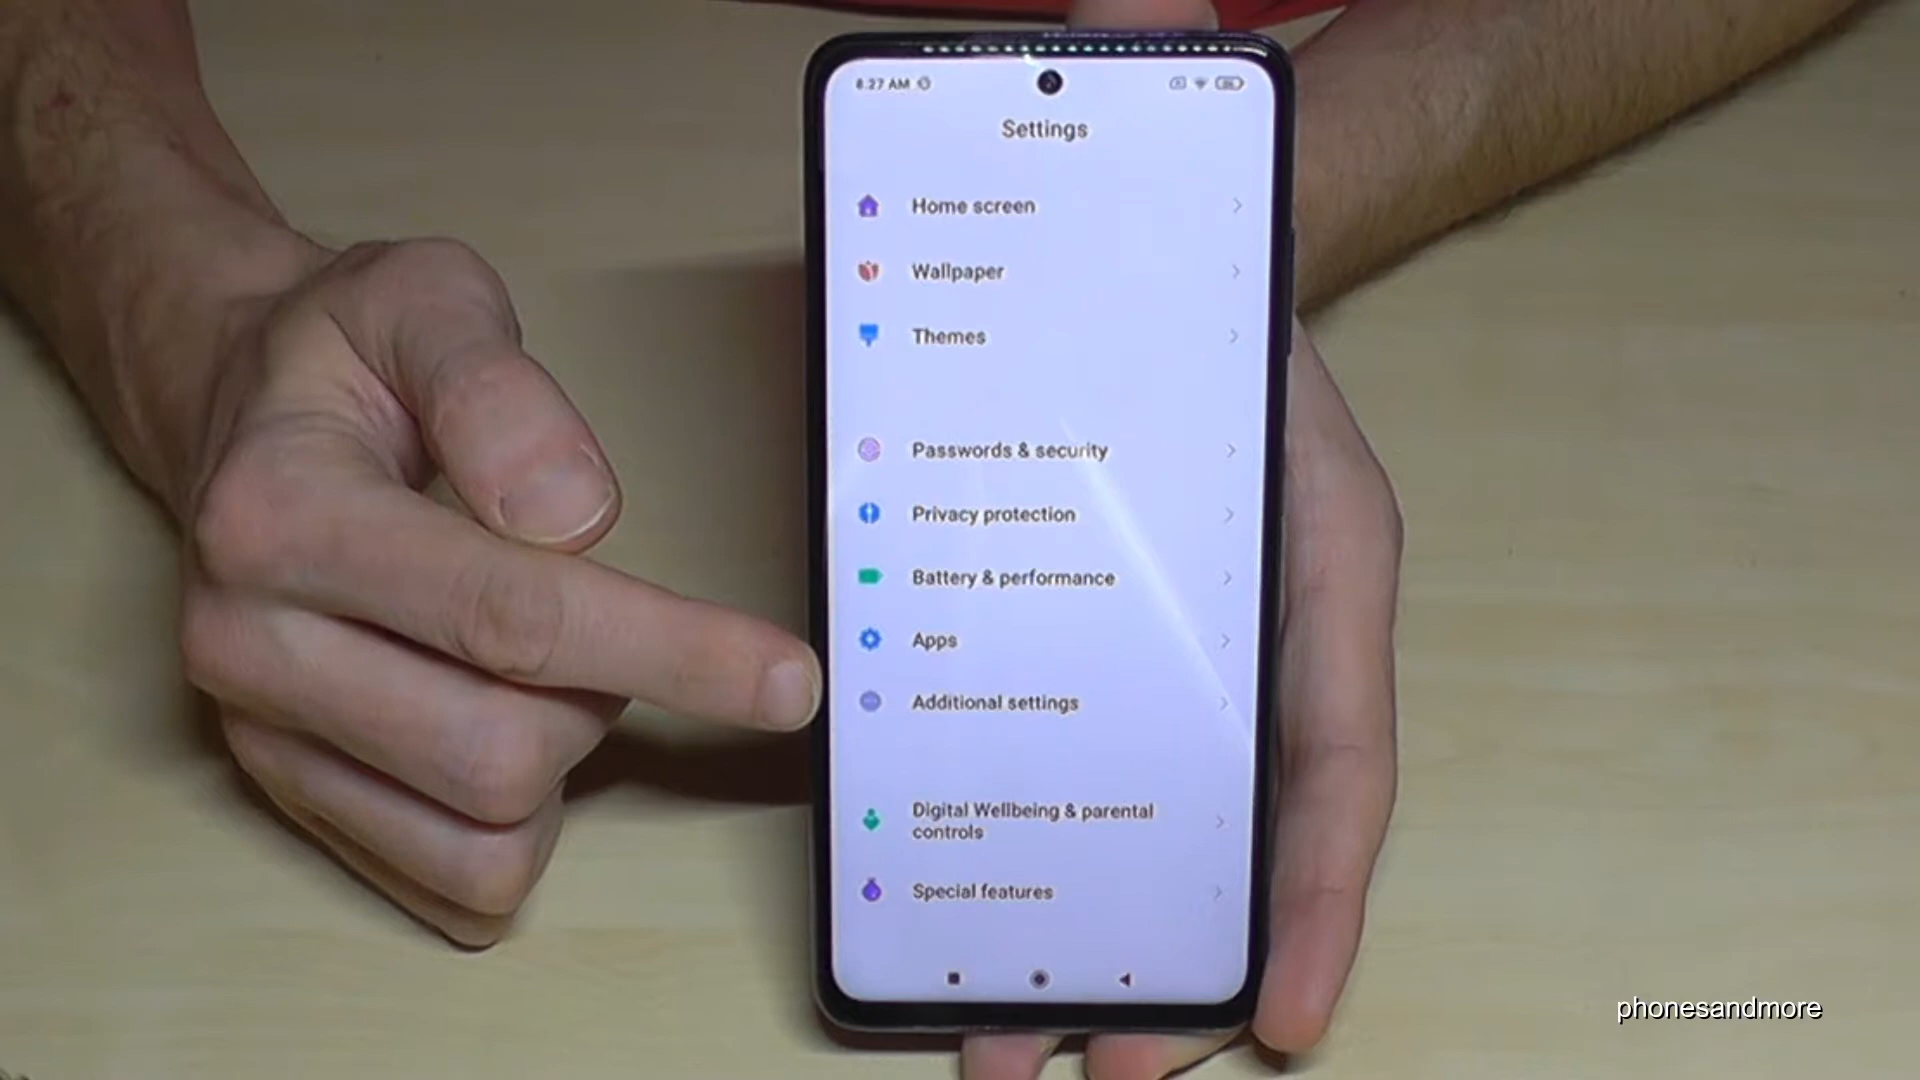 8:27 AM
Settings
Home screen
Wallpaper
Themes
Passwords & security
Privacy protection
Battery & performance
Apps
Additional settings
Digital Wellbeing & parental
controls
Special features
phonesandmore